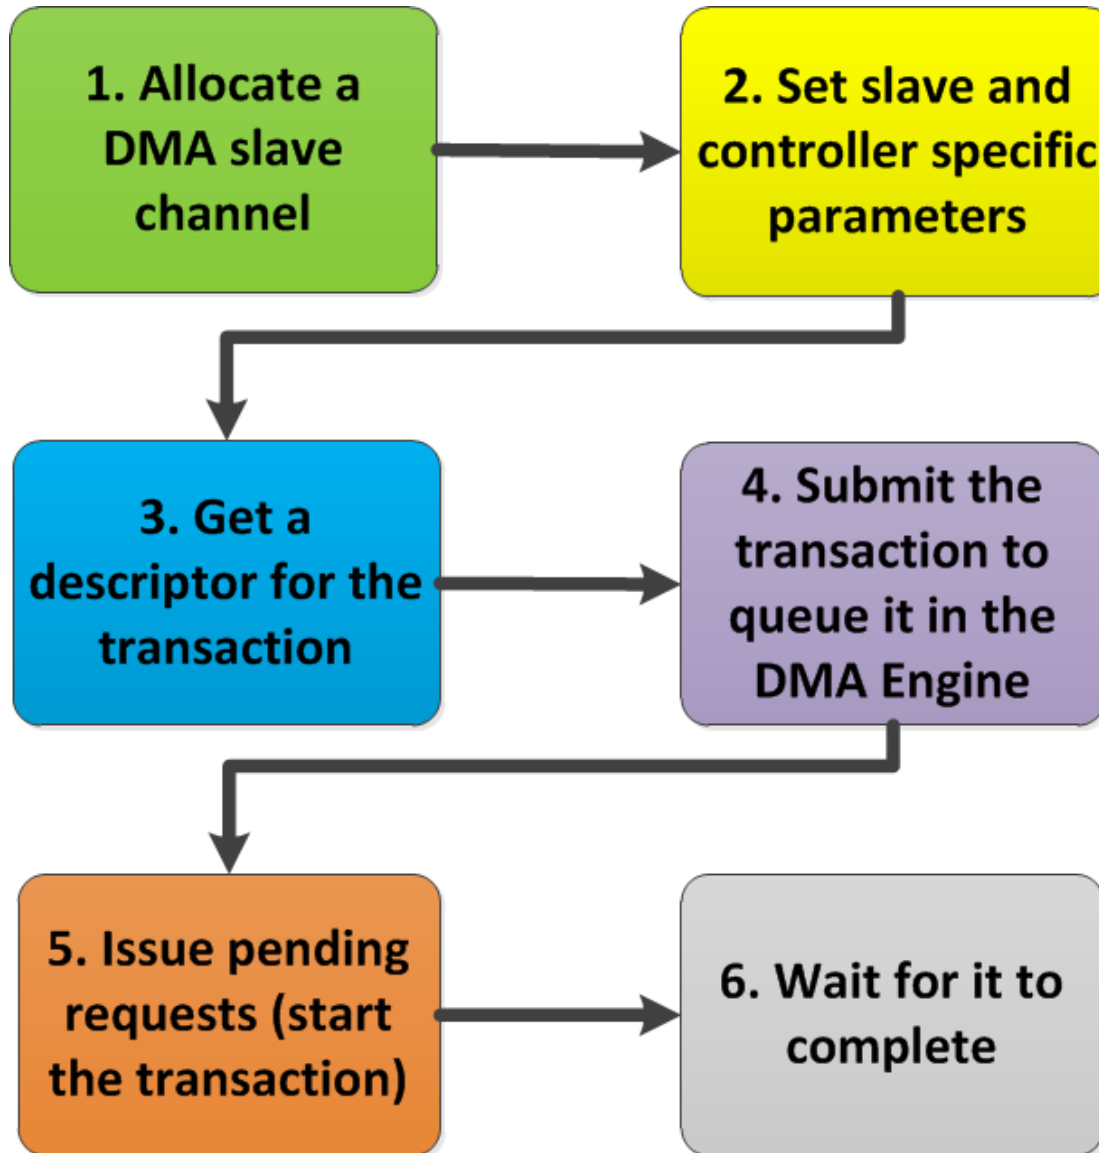 1. Allocate a
DMA slave
channel
2. Set slave and
controller specific
parameters
3. Get a
descriptor for the
transaction
4. Submit the
transaction to
queue it in the
DMA Engine
5. Issue pending
requests (start
the transaction)
6. Wait for it to
complete